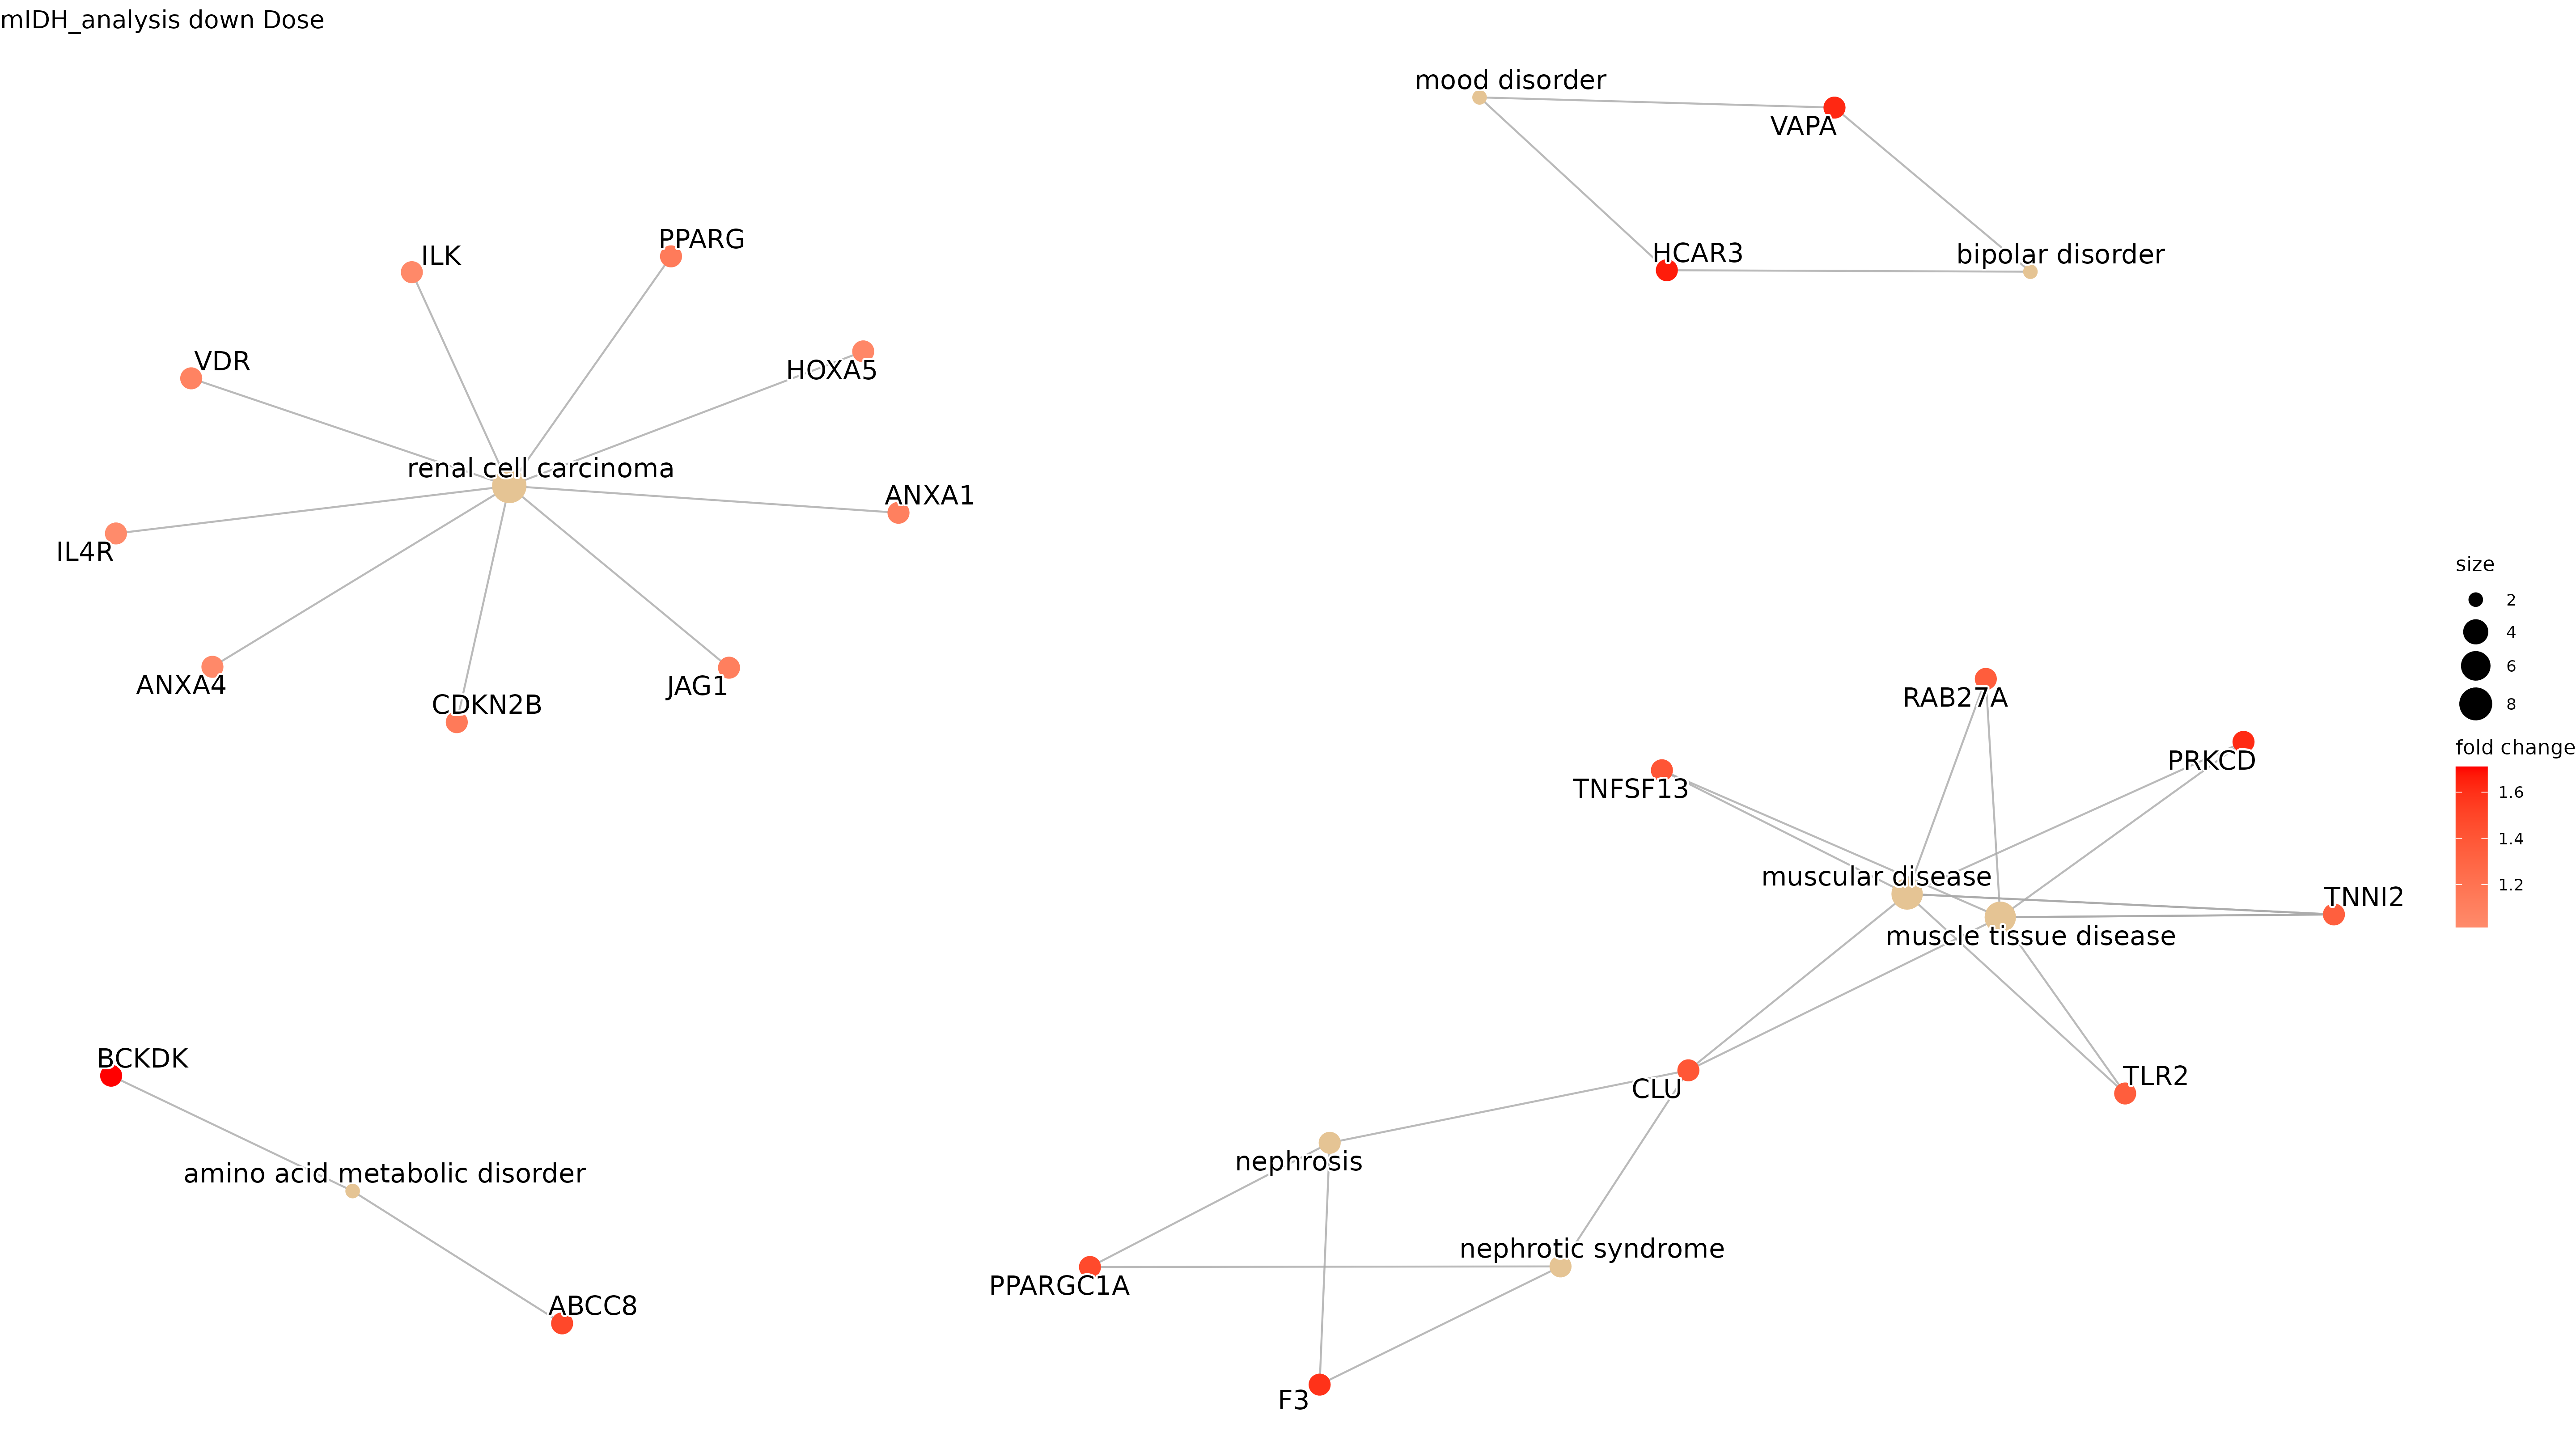 mIDH_analysis down Dose
mood disorder
VAPA
HCAR3
bipolar disorder
ILK
PPARG
VDR
HOXA5
renal cell carcinoma
ANXA1
IL4R
ANXA4
CDKN2B
JAG1
size
2
4
6
8
fold change
1.6
1.4
1.2
RAB27A
PRKCD
TNFSF13
muscular disease
TNNI2
muscle tissue disease
CLU
TLR2
nephrosis
nephrotic syndrome
PPARGC1A
F3
BCKDK
amino acid metabolic disorder
ABCC8